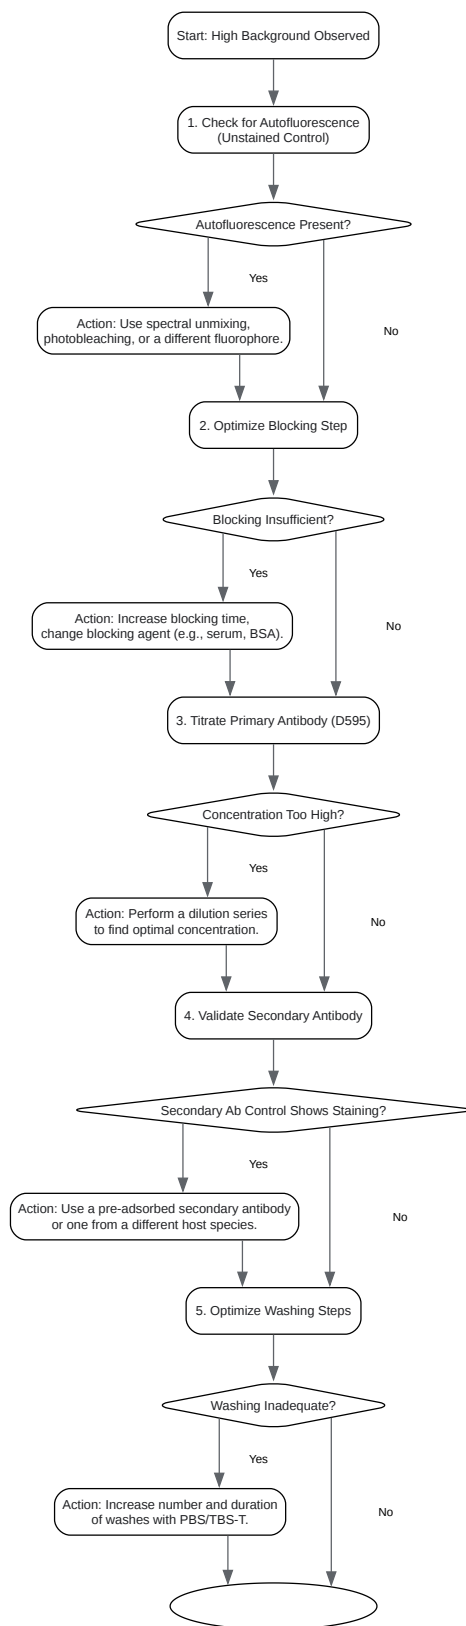 Start: High Background Observed
1. Check for Autofluorescence
(Unstained Control)
Autofluorescence Present?
Yes
Action: Use spectral unmixing,
photobleaching, or a different fluorophore.
No
2. Optimize Blocking Step
Blocking Insufficient?
Yes
Action: Increase blocking time,
change blocking agent (e.g., serum, BSA).
No
3. Titrate Primary Antibody (D595)
Concentration Too High?
Yes
Action: Perform a dilution series
to find optimal concentration.
No
4. Validate Secondary Antibody
Secondary Ab Control Shows Staining?
Yes
Action: Use a pre-adsorbed secondary antibody
or one from a different host species.
No
5. Optimize Washing Steps
Washing Inadequate?
Yes
Action: Increase number and duration
of washes with PBS/TBS-T.
No